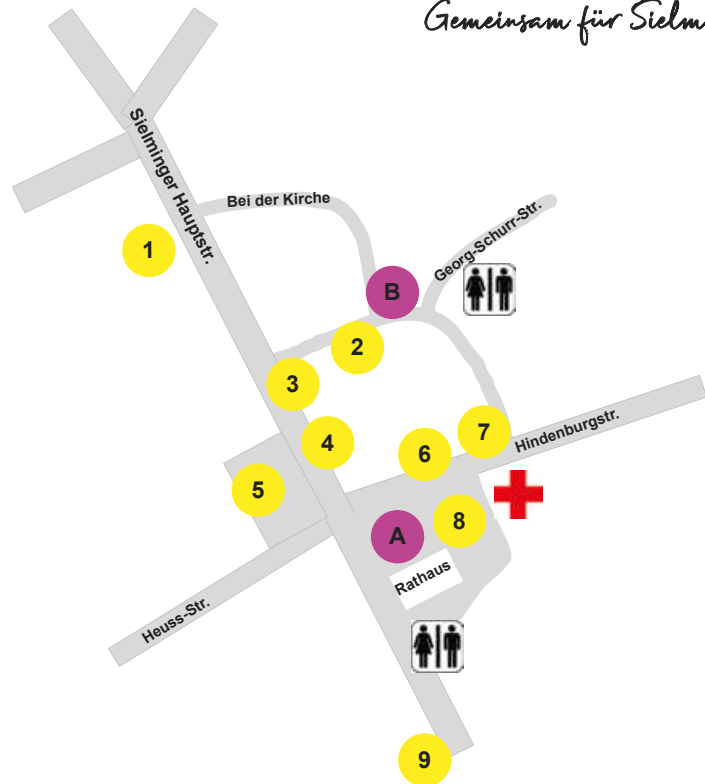 Gemeinsam für
Sielminger Hauptstr.
Bei der Kirche
Georg-Schurr-Str.
1
B
2
3
4
7
6
Hindenburgstr.
5
8
A
Rathaus
Heuss-Str.
9